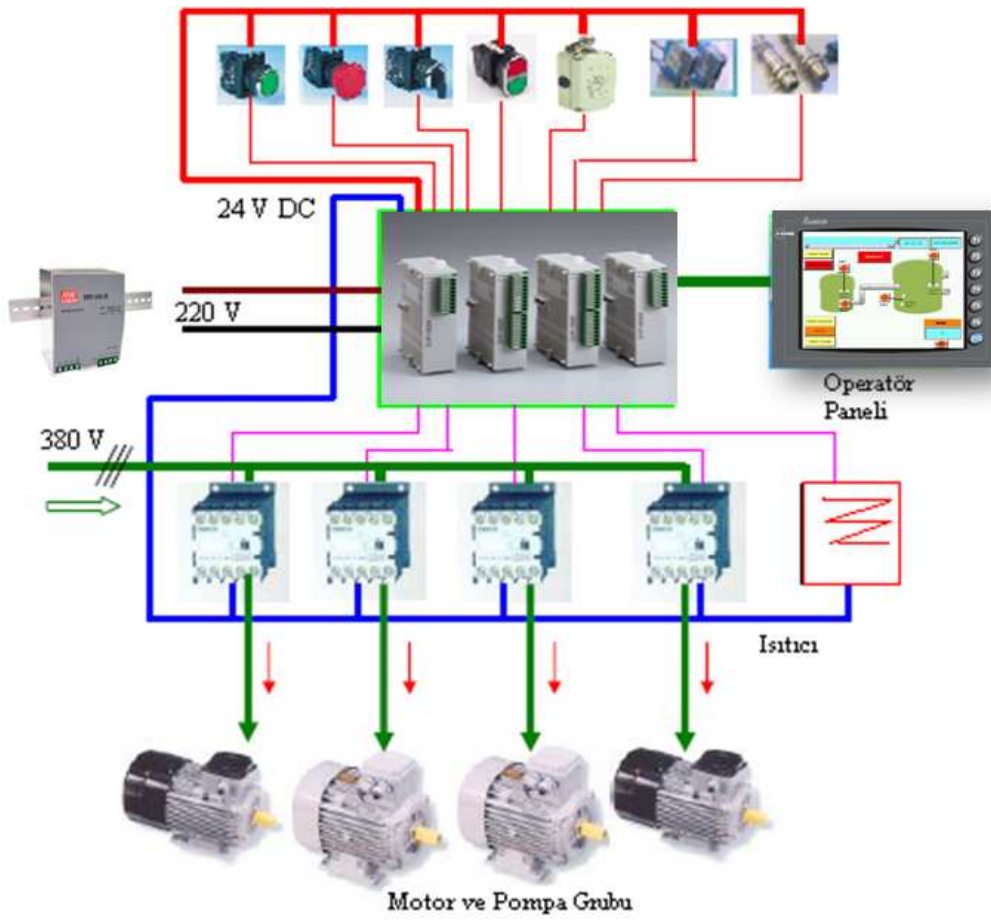 24 V DC
220 V
Operatör
Paneli
380 V
Isıtıcı
Motor ve Pompa Grubu